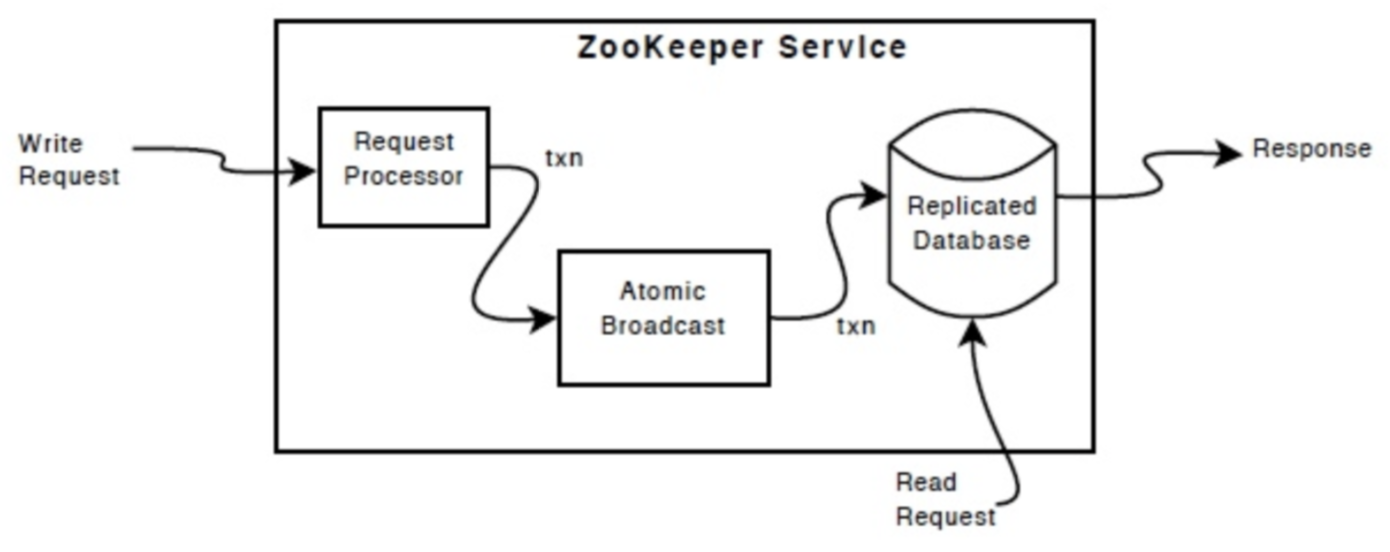 ZooKeeper Service
Write
Request
Request
Processor
txn
Atomic
Broadcast
txn
Replicated
Database
Response
Read
Request